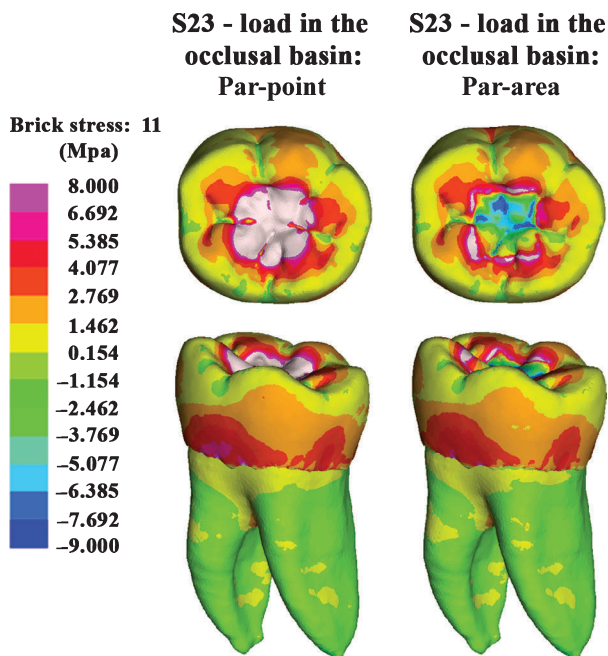 S23 - load in the
occlusal basin:
Par-point
S23 - load in the
occlusal basin:
Par-area
Brick stress: 11
(Mpa)
8.000
6.692
5.385
4.077
2.769
1.462
0.154
–1.154
–2.462
–3.769
–5.077
–6.385
–7.692
–9.000